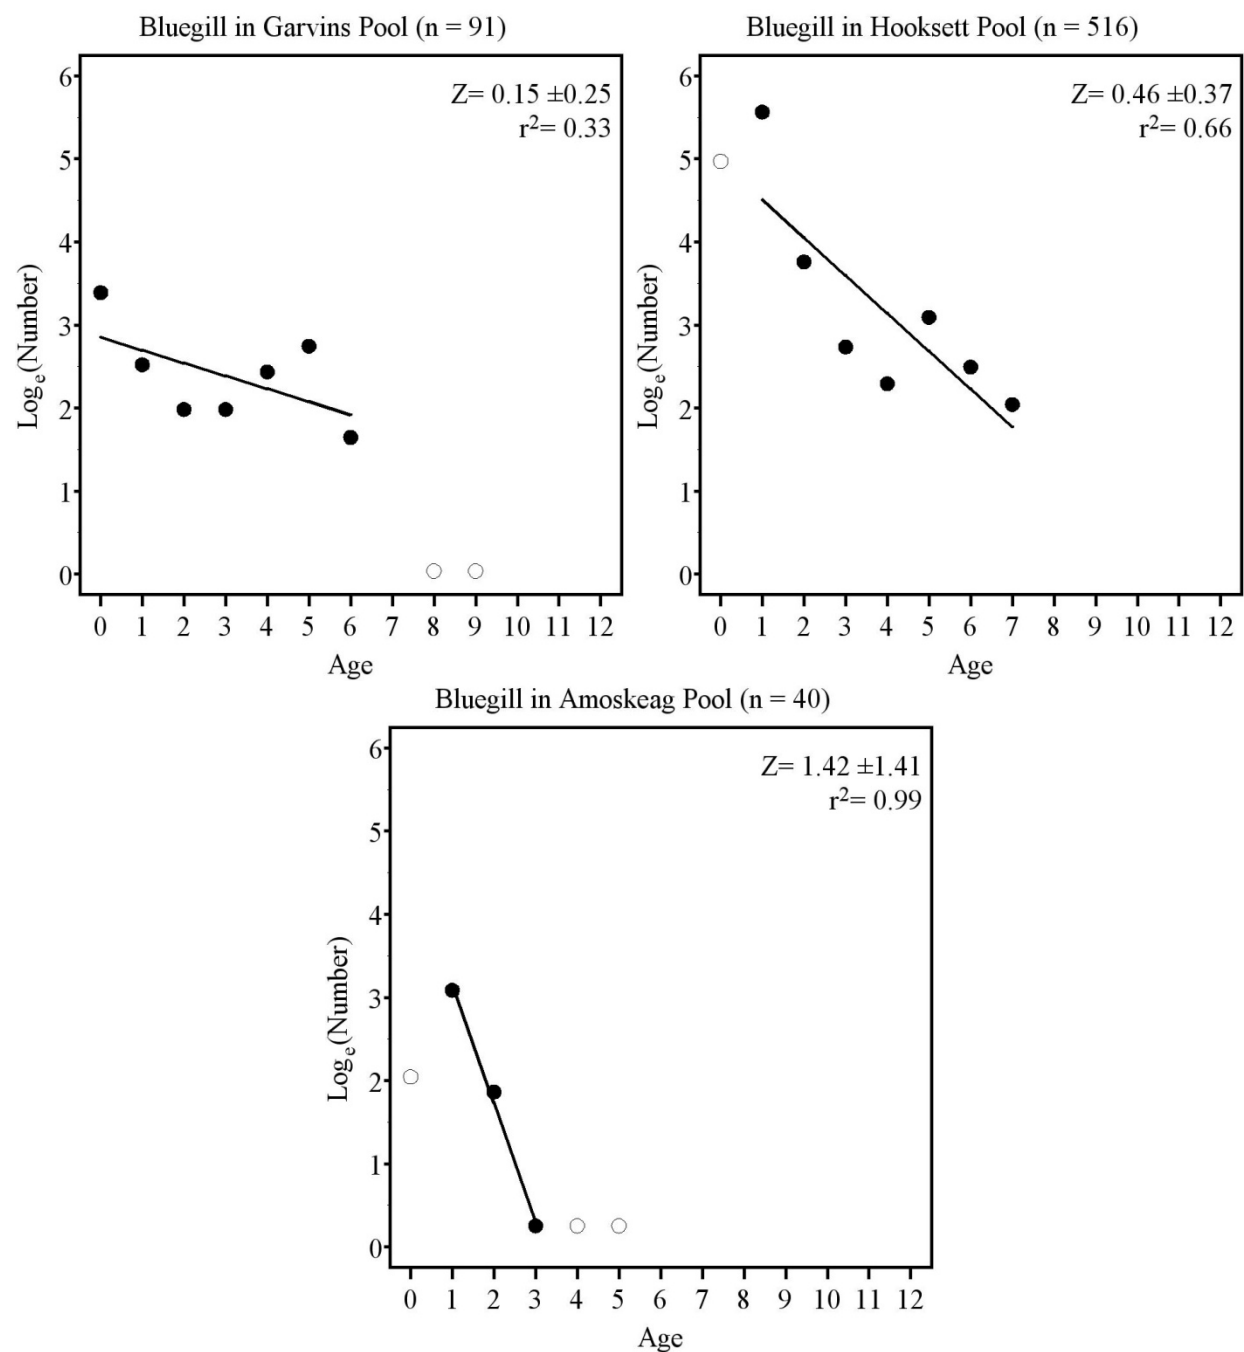 Bluegill in Garvins Pool (n = 91)
Z= 0.15 ±0.25
r²= 0.33
6
5
4
3
2
1
0
Logₑ(Number)
0 1 2 3 4 5 6 7 8 9 10 11 12
Age
Bluegill in Hooksett Pool (n = 516)
Z= 0.46 ±0.37
r²= 0.66
6
5
4
3
2
1
0
Logₑ(Number)
0 1 2 3 4 5 6 7 8 9 10 11 12
Age
Bluegill in Amoskeag Pool (n = 40)
Z= 1.42 ±1.41
r²= 0.99
6
5
4
3
2
1
0
Logₑ(Number)
0 1 2 3 4 5 6 7 8 9 10 11 12
Age